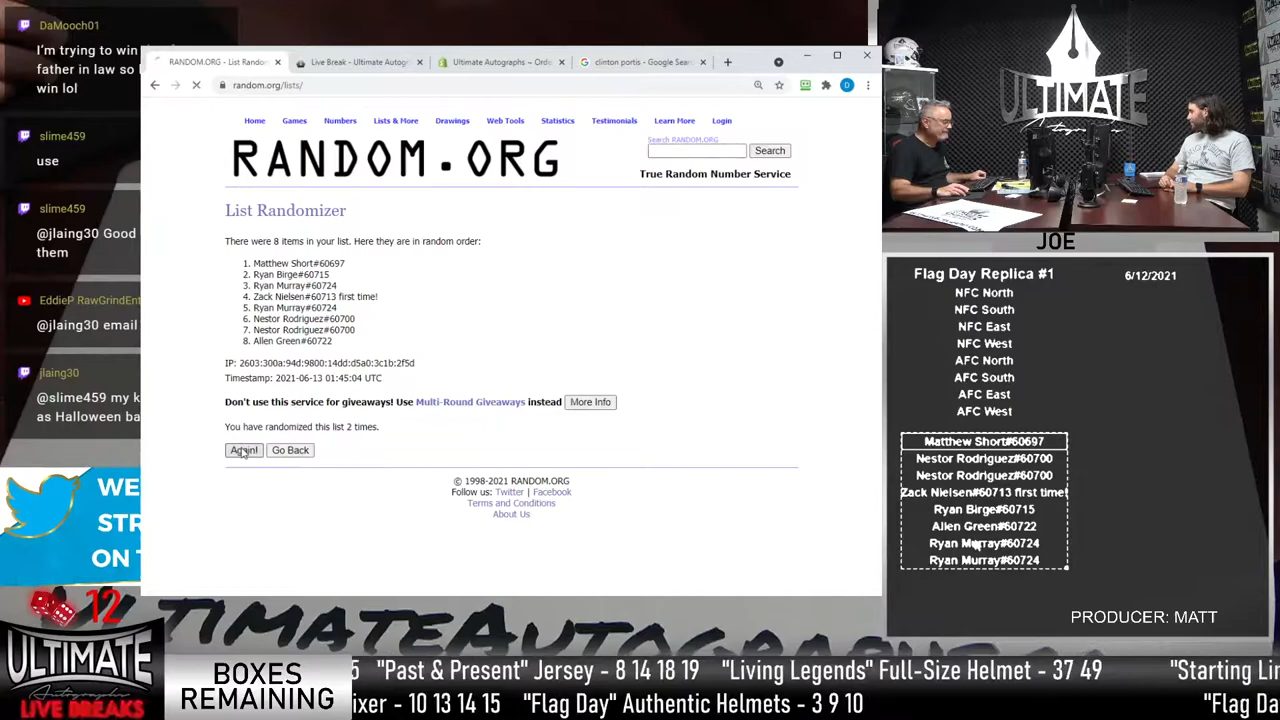 DaMooch01
I'm trying to win
father in law so
win lol
slime459
use
slime459
@jlaing30 Good
them
EddieP RawGrindEnt
@jlaing30 email
jlaing30
@slime459 my
as Halloween
WE
STR
ON T
RANDOM.ORG - List Random
Live Break - Ultimate Autog
Ultimate Autographs ~ Orde
clinton portis - Google Sear
random.org/lists/
D
Home Games Numbers Lists & More Drawings Web Tools Statistics Testimonials Learn More Login
RANDOM.ORG
Search RANDOM.ORG
Search
True Random Number Service
List Randomizer
There were 8 items in your list. Here they are in random order:
1. Matthew Short#60697
2. Ryan Birge#60715
3. Ryan Murray#60724
4. Zack Nielsen#60713 first time!
5. Ryan Murray#60724
6. Nestor Rodriguez#60700
7. Nestor Rodriguez#60700
8. Allen Green#60722
IP: 2603:300a:94d:9800:14dd:d5a0:3c1b:2f5d
Timestamp: 2021-06-13 01:45:04 UTC
Don't use this service for giveaways! Use Multi-Round Giveaways instead More Info
You have randomized this list 2 times.
Again! Go Back
© 1998-2021 RANDOM.ORG
Follow us: Twitter | Facebook
Terms and Conditions
About Us
ULTIMATE
Autographs
JOE
Flag Day Replica #1
6/12/2021
NFC North
NFC South
NFC East
NFC West
AFC North
AFC South
AFC East
AFC West
Matthew Short#60697
Nestor Rodriguez#60700
Nestor Rodriguez#60700
Zack Nielsen#60713 first time!
Ryan Birge#60715
Allen Green#60722
Ryan Murray#60724
Ryan Murray#60724
PRODUCER: MATT
12
ULTIMATE
Autographs
LIVE BREAKS
BOXES
REMAINING
5 "Past & Present" Jersey - 8 14 18 19 "Living Legends" Full-Size Helmet - 37 49 "Starting Lin
ixer - 10 13 14 15 "Flag Day" Authentic Helmets - 3 9 10 "Flag Da